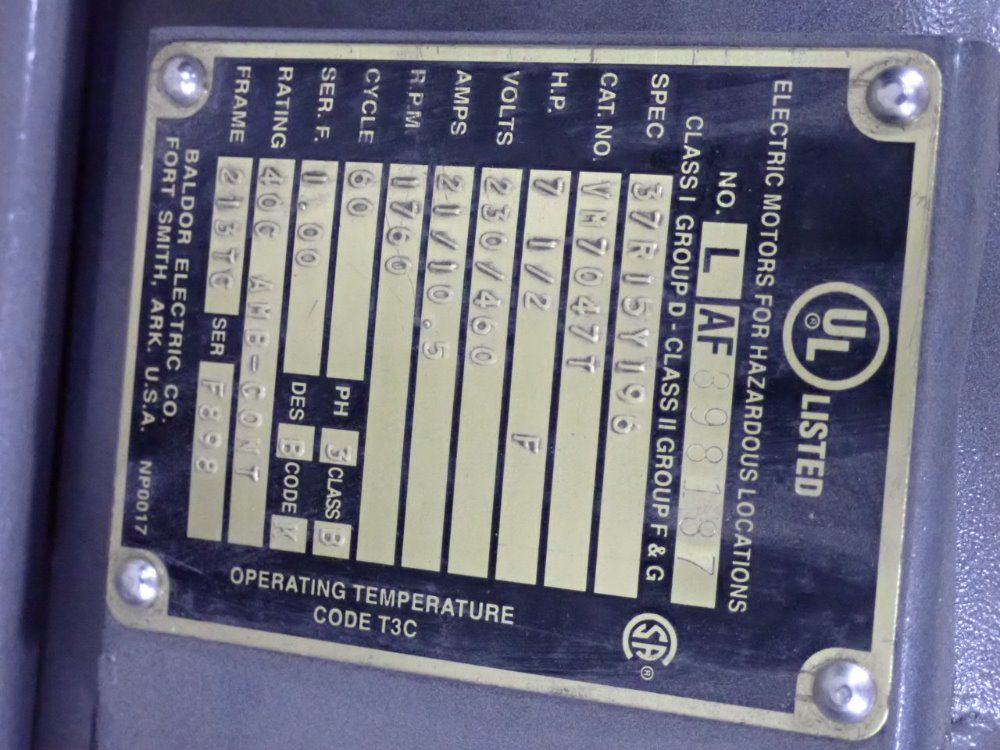 UL ® LISTED
ELECTRIC MOTORS FOR HAZARDOUS LOCATIONS
NO. L AF 898187
CLASS I GROUP D - CLASS II GROUP F & G
SPEC 37R15Y196
CAT. NO. VM7047T
H.P. 7 1/2 F
VOLTS 230/460
AMPS 21/10.5
R.P.M 1760
CYCLE 60 PH 3 CLASS B
SER. F. 1.00 DES B CODE K
RATING 40C AMB-CONT
FRAME 213TC SER F898
BALDOR ELECTRIC CO.
FORT SMITH, ARK. U.S.A. NP0017
OPERATING TEMPERATURE
CODE T3C
SA ®